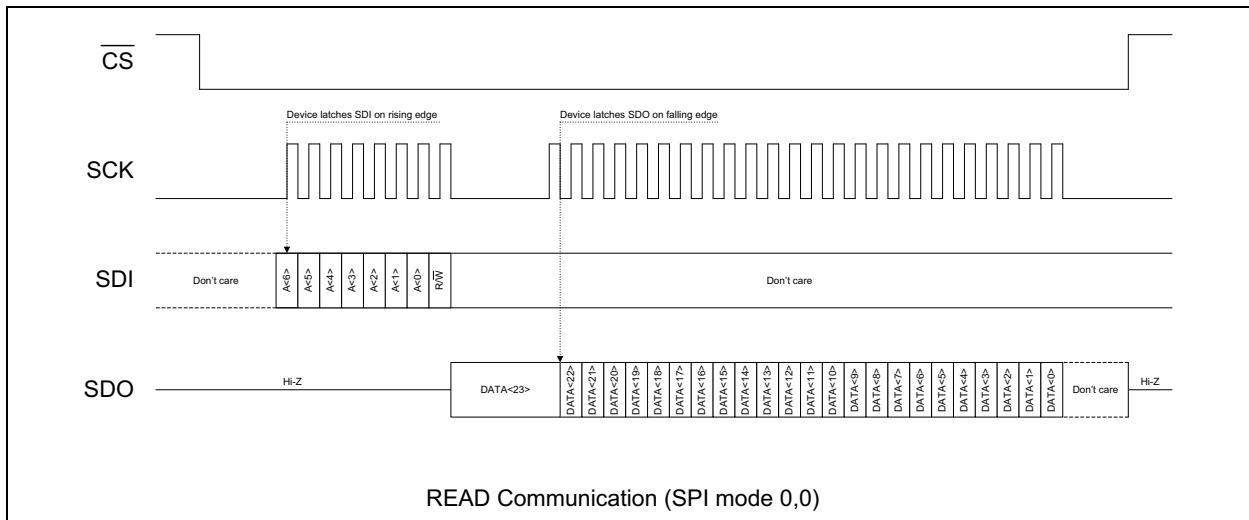 CS
Device latches SDI on rising edge
Device latches SDO on falling edge
SCK
SDI
Don't care
A<6>
A<5>
A<4>
A<3>
A<2>
A<1>
A<0>
R/W
Don't care
SDO
Hi-Z
DATA<23>
DATA<22>
DATA<21>
DATA<20>
DATA<19>
DATA<18>
DATA<17>
DATA<16>
DATA<15>
DATA<14>
DATA<13>
DATA<12>
DATA<11>
DATA<10>
DATA<9>
DATA<8>
DATA<7>
DATA<6>
DATA<5>
DATA<4>
DATA<3>
DATA<2>
DATA<1>
DATA<0>
Don't care
Hi-Z
READ Communication (SPI mode 0,0)